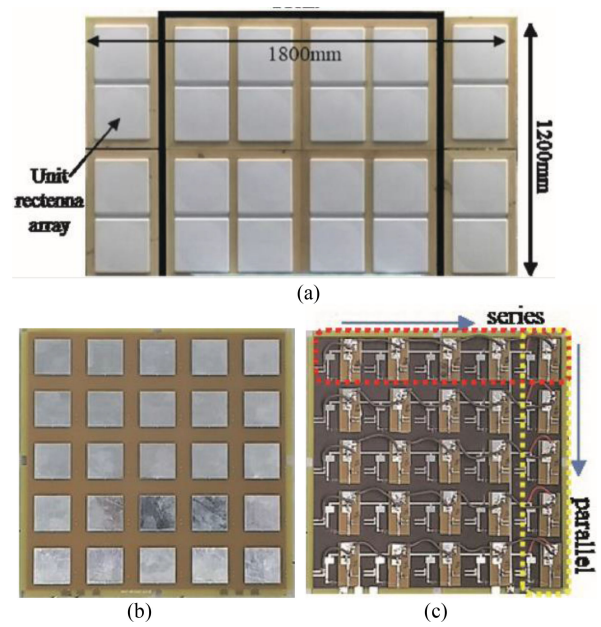 1800mm
1200mm
Unit
rectenna
array
(a)
series
parallel
(b)
(c)